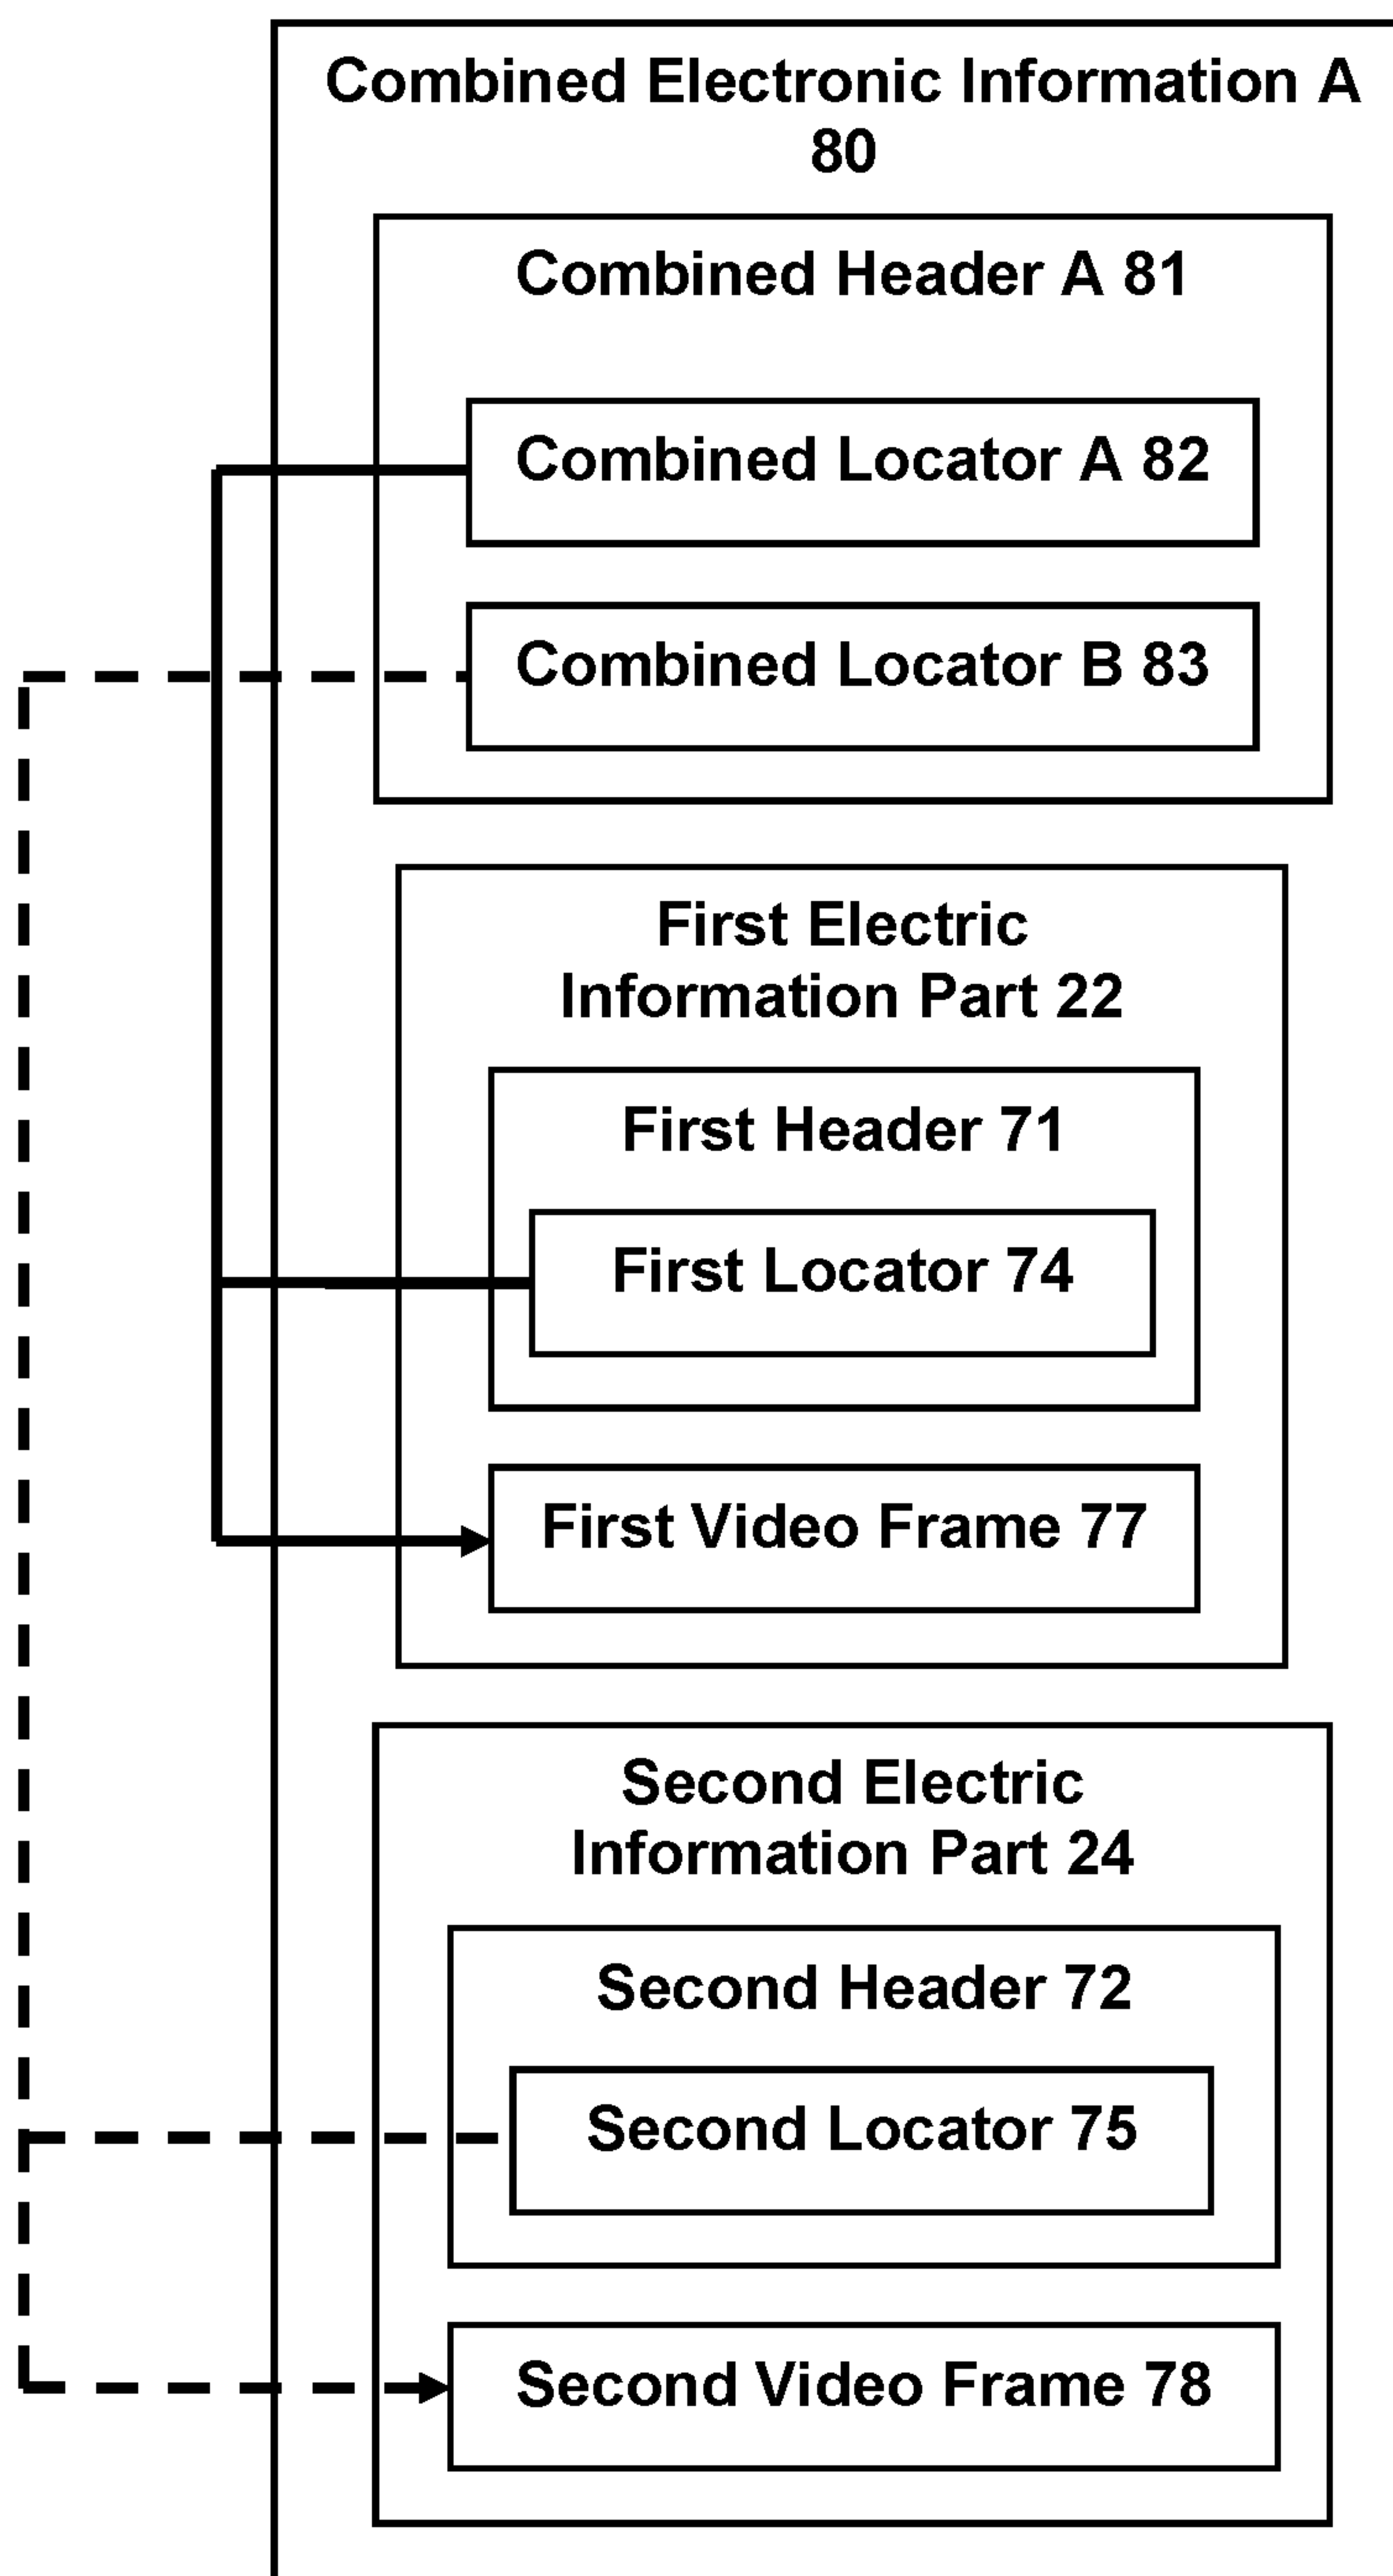 Combined Electronic Information A
80
Combined Header A 81
Combined Locator A 82
Combined Locator B 83
First Electric
Information Part 22
First Header 71
First Locator 74
First Video Frame 77
Second Electric
Information Part 24
Second Header 72
Second Locator 75
Second Video Frame 78